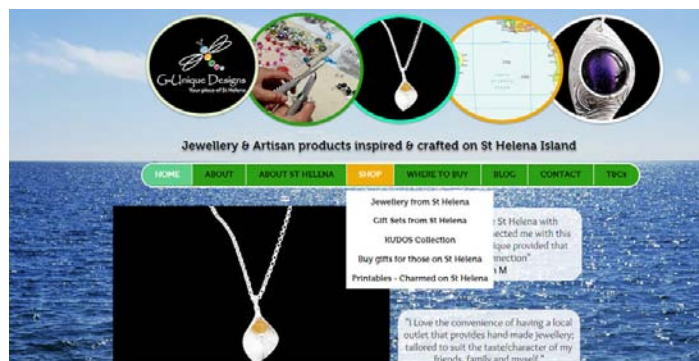 G-Unique Designs
Your piece of St Helena
Jewellery & Artisan products inspired & crafted on St Helena Island
HOME ABOUT ABOUT ST HELENA SHOP WHERE TO BUY BLOG CONTACT T&Cs
Jewellery from St Helena
Gift Sets from St Helena
KUDOS Collection
Buy gifts for those on St Helena
Printables - Charmed on St Helena
St Helena with
me with this
provided that
M
"I Love the convenience of having a local
outlet that provides hand made jewellery;
tailored to suit the taste/character of my
friends, family and myself."